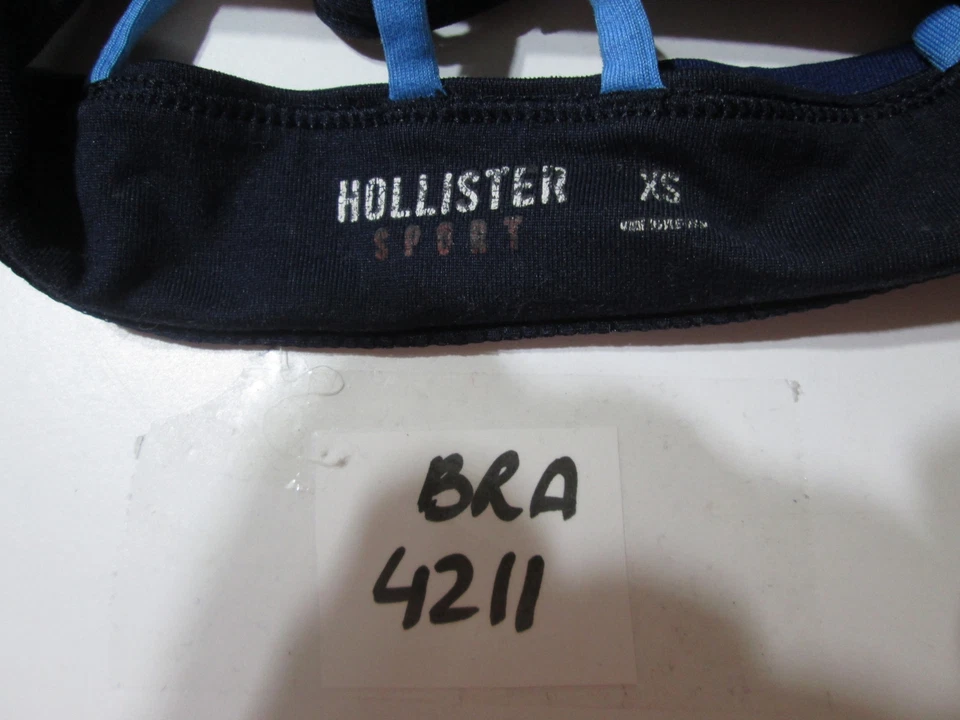 HOLLISTER XS
SPORT
BRA
4211